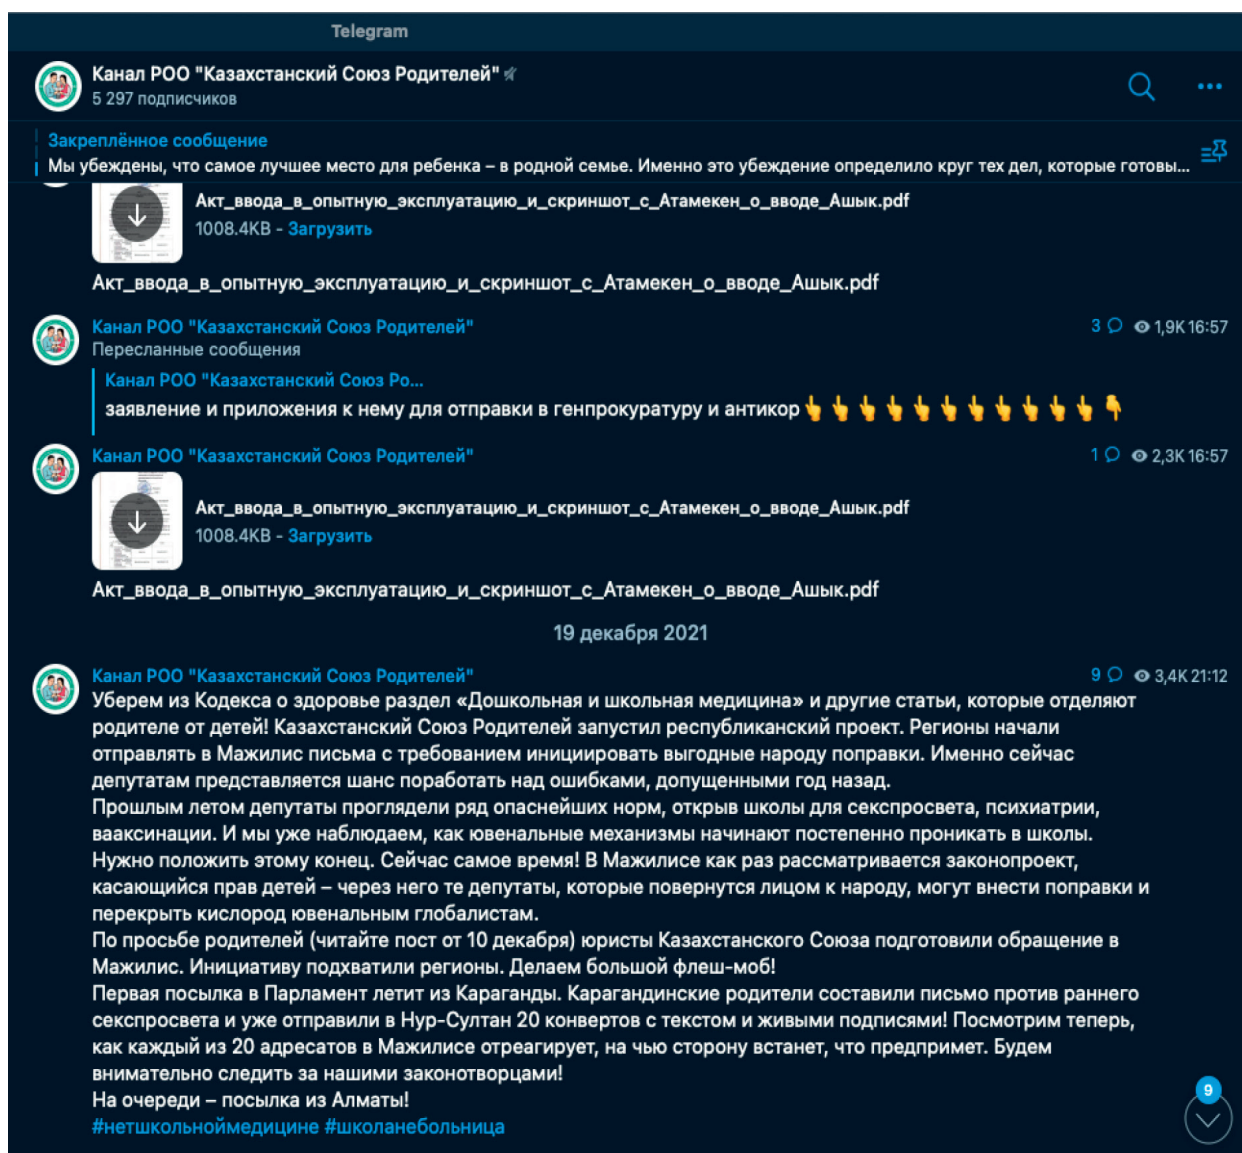 Telegram
Канал РОО "Казахстанский Союз Родителей"
5 297 подписчиков
Закреплённое сообщение
Мы убеждены, что самое лучшее место для ребенка – в родной семье. Именно это убеждение определило круг тех дел, которые готовы...
Акт_ввода_в_опытную_эксплуатацию_и_скриншот_с_Атамекен_о_вводе_Ашык.pdf
1008.4KB - Загрузить
Акт_ввода_в_опытную_эксплуатацию_и_скриншот_с_Атамекен_о_вводе_Ашык.pdf
Канал РОО "Казахстанский Союз Родителей" 3 1,9K 16:57
Пересланные сообщения
Канал РОО "Казахстанский Союз Ро...
заявление и приложения к нему для отправки в генпрокуратуру и антикор👆👆👆👆👆👆👆👆👆👆👆👇
Канал РОО "Казахстанский Союз Родителей" 1 2,3K 16:57
Акт_ввода_в_опытную_эксплуатацию_и_скриншот_с_Атамекен_о_вводе_Ашык.pdf
1008.4KB - Загрузить
Акт_ввода_в_опытную_эксплуатацию_и_скриншот_с_Атамекен_о_вводе_Ашык.pdf
19 декабря 2021
Канал РОО "Казахстанский Союз Родителей" 9 3,4K 21:12
Уберем из Кодекса о здоровье раздел «Дошкольная и школьная медицина» и другие статьи, которые отделяют
родителе от детей! Казахстанский Союз Родителей запустил республиканский проект. Регионы начали
отправлять в Мажилис письма с требованием инициировать выгодные народу поправки. Именно сейчас
депутатам представляется шанс поработать над ошибками, допущенными год назад.
Прошлым летом депутаты проглядели ряд опаснейших норм, открыв школы для секспросвета, психиатрии,
вааксинации. И мы уже наблюдаем, как ювенальные механизмы начинают постепенно проникать в школы.
Нужно положить этому конец. Сейчас самое время! В Мажилисе как раз рассматривается законопроект,
касающийся прав детей – через него те депутаты, которые повернутся лицом к народу, могут внести поправки и
перекрыть кислород ювенальным глобалистам.
По просьбе родителей (читайте пост от 10 декабря) юристы Казахстанского Союза подготовили обращение в
Мажилис. Инициативу подхватили регионы. Делаем большой флеш-моб!
Первая посылка в Парламент летит из Караганды. Карагандинские родители составили письмо против раннего
секспросвета и уже отправили в Нур-Султан 20 конвертов с текстом и живыми подписями! Посмотрим теперь,
как каждый из 20 адресатов в Мажилисе отреагирует, на чью сторону встанет, что предпримет. Будем
внимательно следить за нашими законотворцами!
На очереди – посылка из Алматы!
#нетшкольноймедицине #школанебольница
9